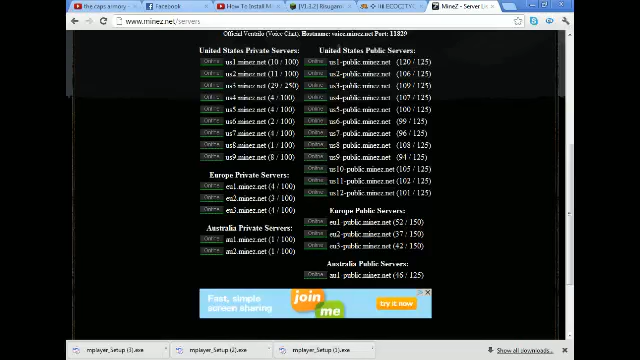 the caps armory
Facebook
How To Install M
[V1.3.2] Bisugami
ECOCITY
MineZ - Server Lis
www.minez.net/servers
Official Ventrilo (Voice Chat). Hostname: voice.minez.net Port: 11829
United States Private Servers:
Online us1.minez.net (10 / 100)
Online us2.minez.net (11 / 100)
Online us3.minez.net (29 / 250)
Online us4.minez.net (4 / 100)
Online us5.minez.net (4 / 100)
Online us6.minez.net (2 / 100)
Online us7.minez.net (4 / 100)
Online us8.minez.net (1 / 100)
Online us9.minez.net (8 / 100)
Europe Private Servers:
Online eu1.minez.net (4 / 100)
Online eu2.minez.net (3 / 100)
Online eu3.minez.net (4 / 100)
Australia Private Servers:
Online au1.minez.net (1 / 100)
Online au2.minez.net (1 / 100)
United States Public Servers:
Online us1-public.minez.net (120 / 125)
Online us2-public.minez.net (106 / 125)
Online us3-public.minez.net (109 / 125)
Online us4-public.minez.net (107 / 125)
Online us5-public.minez.net (100 / 125)
Online us6-public.minez.net (99 / 125)
Online us7-public.minez.net (96 / 125)
Online us8-public.minez.net (108 / 125)
Online us9-public.minez.net (94 / 125)
Online us10-public.minez.net (105 / 125)
Online us11-public.minez.net (102 / 125)
Online us12-public.minez.net (101 / 125)
Europe Public Servers:
Online eu1-public.minez.net (52 / 150)
Online eu2-public.minez.net (37 / 150)
Online eu3-public.minez.net (42 / 150)
Australia Public Servers:
Online au1-public.minez.net (46 / 125)
Fast, simple
screen sharing
join
me
try it now
mplayer_Setup (3).exe
mplayer_Setup (2).exe
mplayer_Setup (1).exe
Show all downloads...